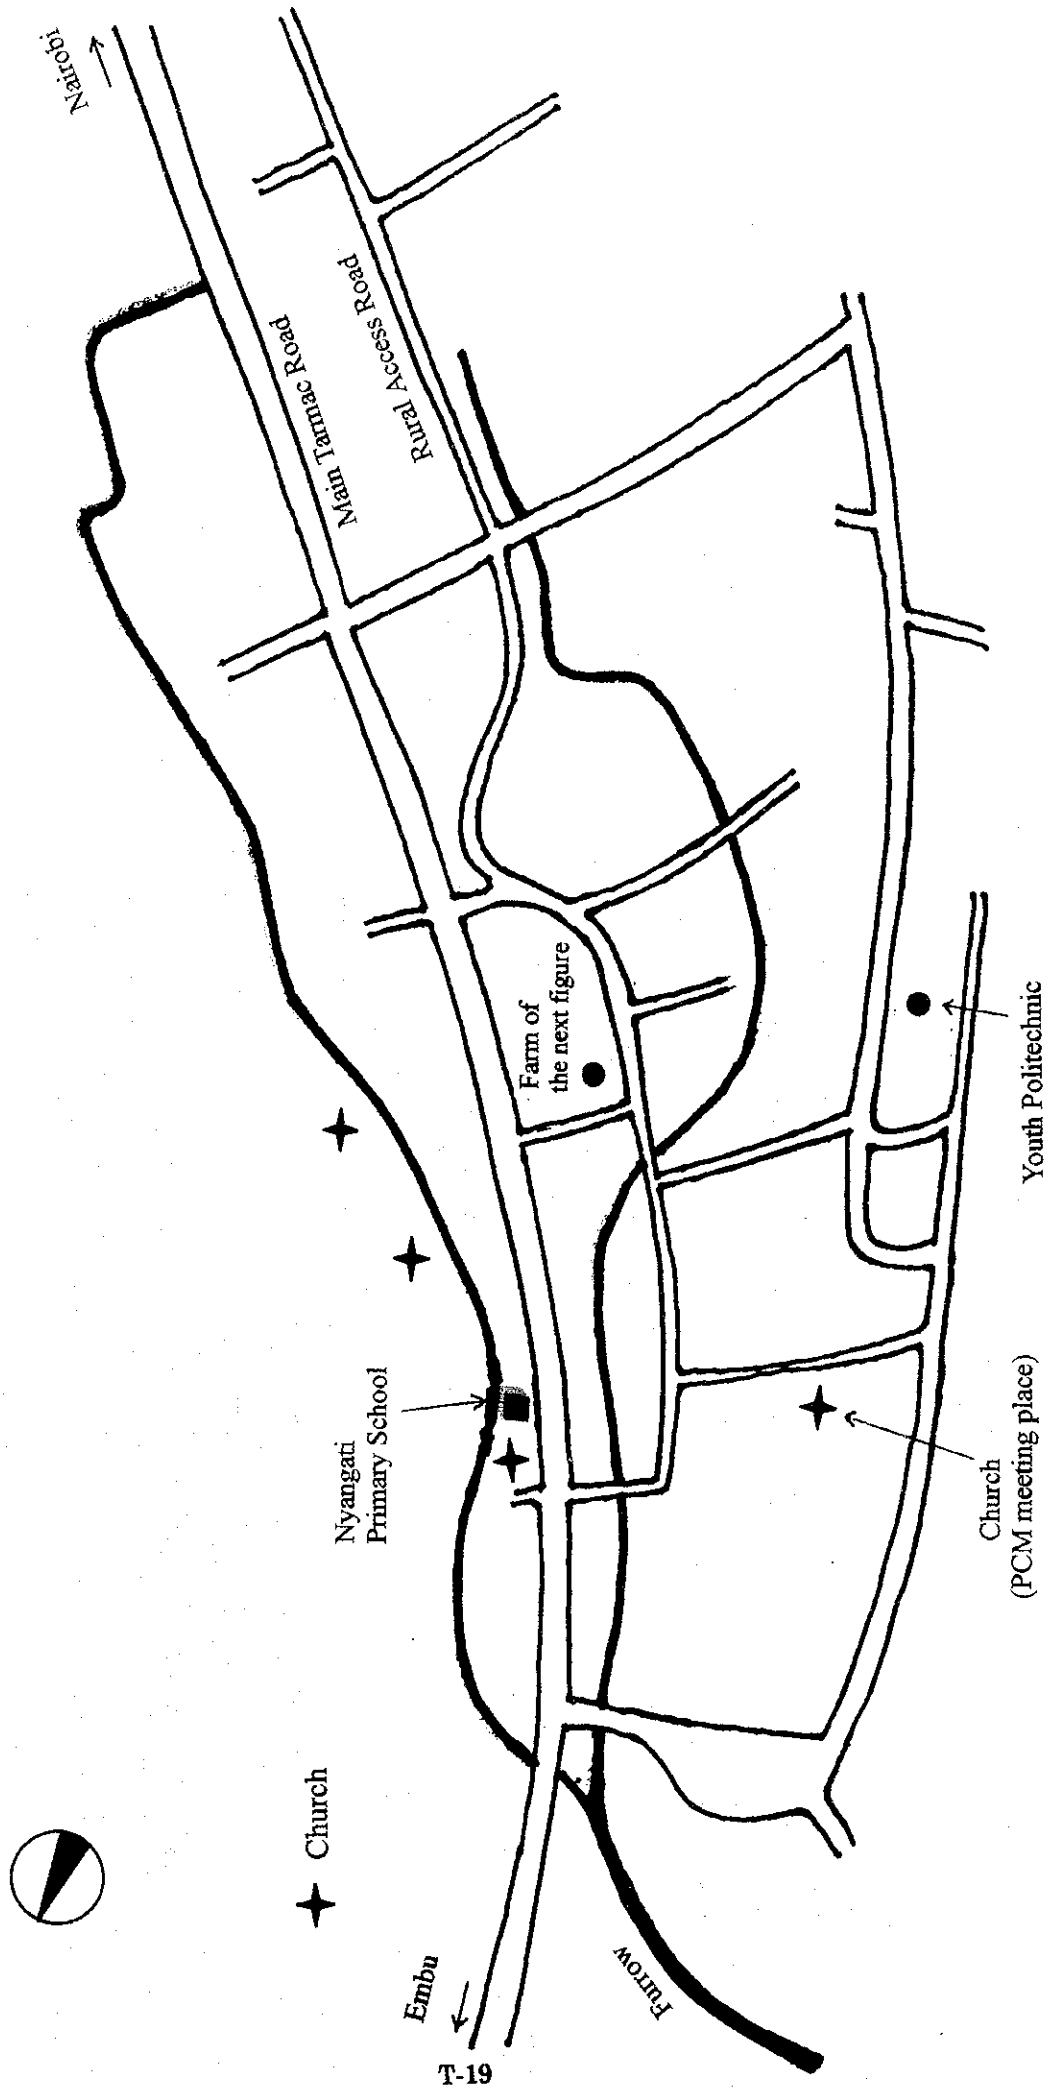 Nairobi
Main Tarmac Road
Rural Access Road
Farm of
the next figure
Nyangati
Primary School
Church
Embu
Furrow
Church
(PCM meeting place)
Youth Politechnic
T-19